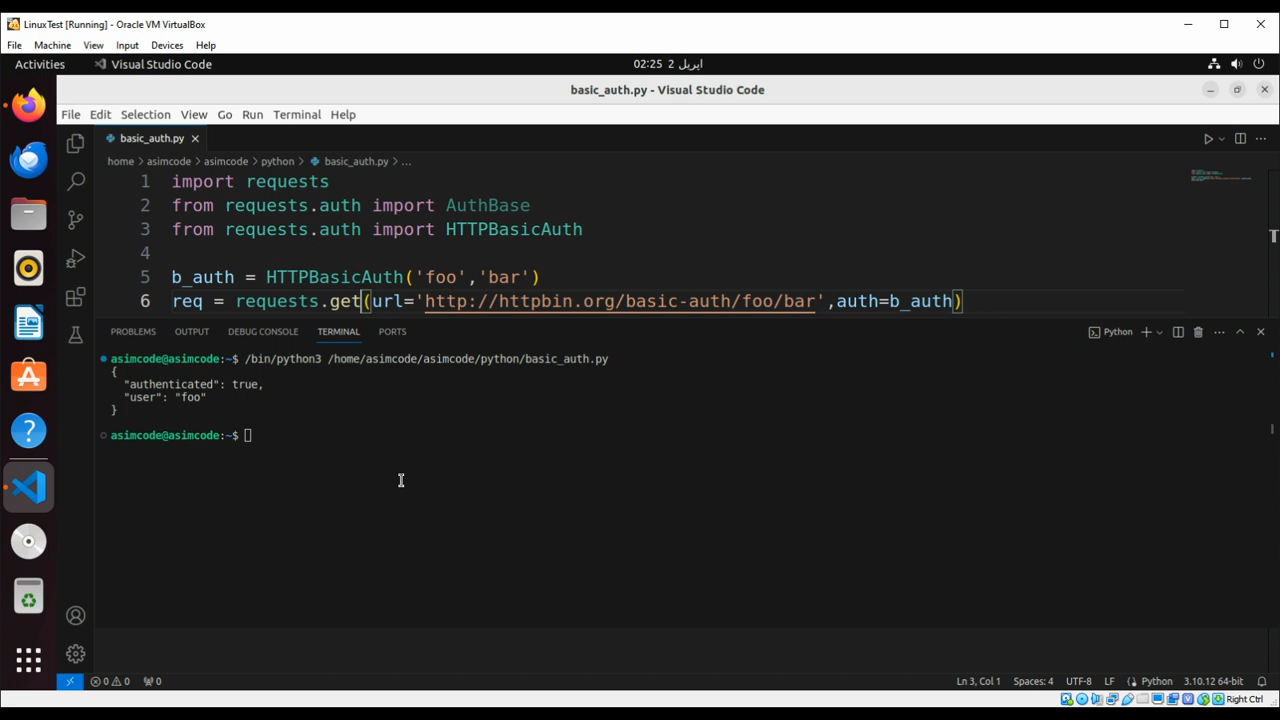 LinuxTest [Running] - Oracle VM VirtualBox
File Machine View Input Devices Help
Activities Visual Studio Code 02:25 2 اپریل
basic_auth.py - Visual Studio Code
File Edit Selection View Go Run Terminal Help
basic_auth.py
home > asimcode > asimcode > python > basic_auth.py > ...
1 import requests
2 from requests.auth import AuthBase
3 from requests.auth import HTTPBasicAuth
4
5 b_auth = HTTPBasicAuth('foo','bar')
6 req = requests.get(url='http://httpbin.org/basic-auth/foo/bar',auth=b_auth)
PROBLEMS OUTPUT DEBUG CONSOLE TERMINAL PORTS Python
asimcode@asimcode:~$ /bin/python3 /home/asimcode/asimcode/python/basic_auth.py
{
"authenticated": true,
"user": "foo"
}
asimcode@asimcode:~$
0 0 0 Ln 3, Col 1 Spaces: 4 UTF-8 LF Python 3.10.12 64-bit
Right Ctrl